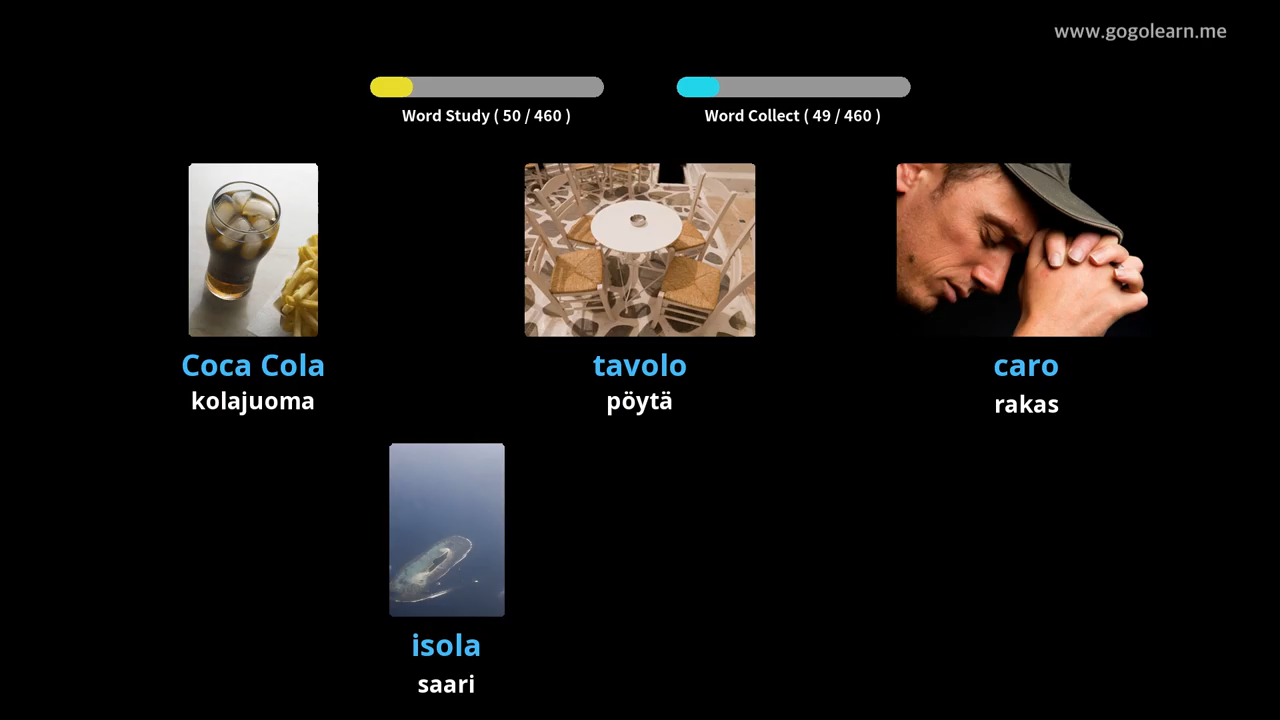 www.gogolearn.me
Word Study ( 50 / 460 )
Word Collect ( 49 / 460 )
Coca Cola
kolajuoma
tavolo
pöytä
caro
rakas
isola
saari